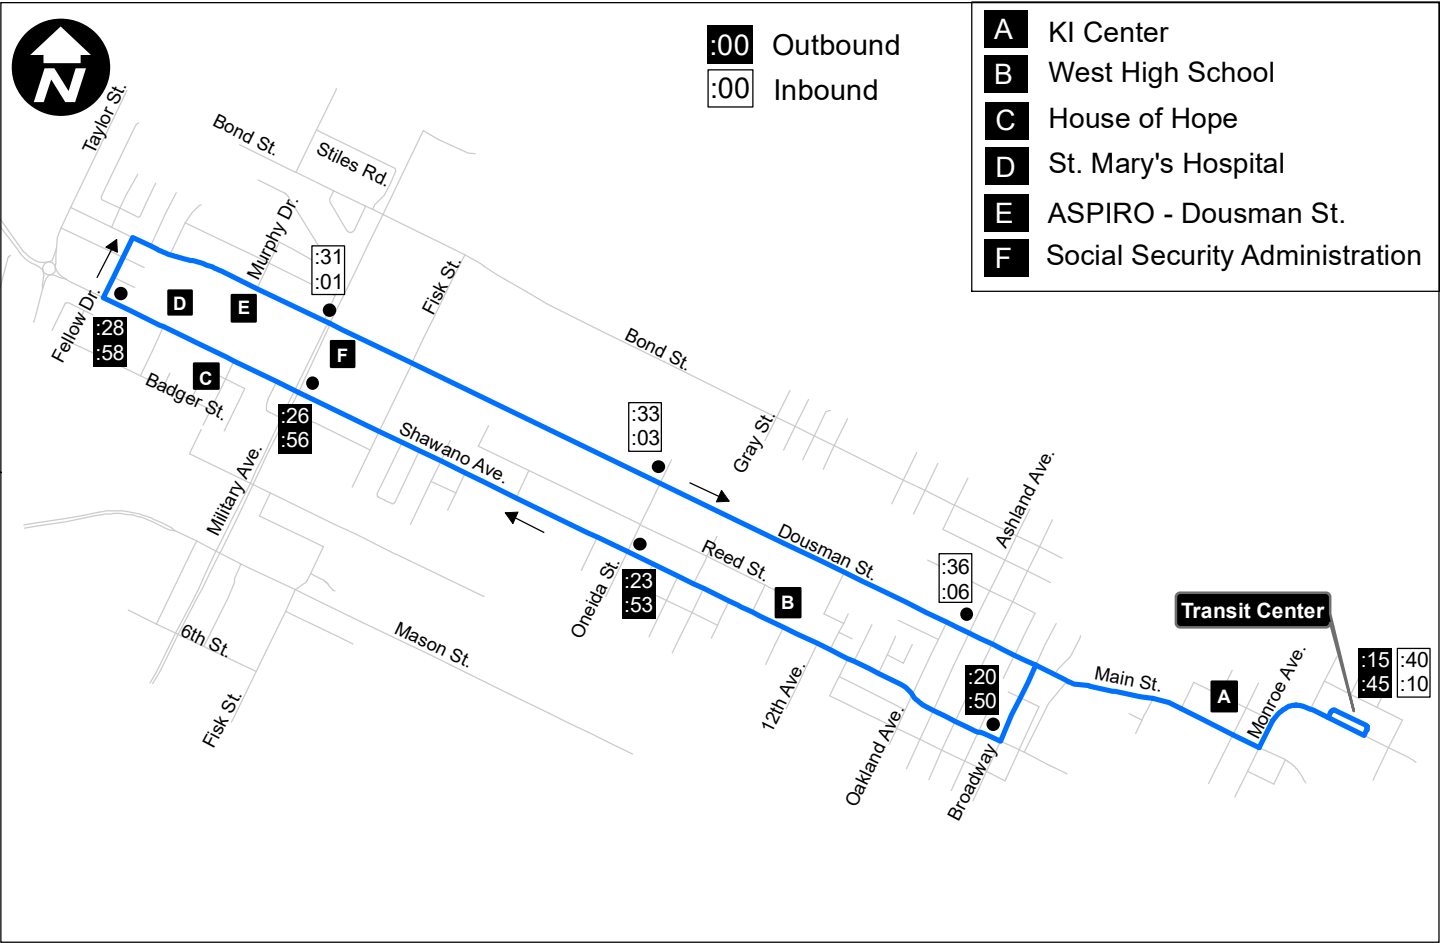 N
:00 Outbound
:00 Inbound
A KI Center
B West High School
C House of Hope
D St. Mary's Hospital
E ASPIRO - Dousman St.
F Social Security Administration
Taylor St.
Bond St.
Stiles Rd.
Murphy Dr.
:31
:01
Fisk St.
Fellow Dr.
D
E
:28
:58
F
C
Badger St.
:26
:56
Bond St.
Shawano Ave.
Military Ave.
:33
:03
Gray St.
Ashland Ave.
Dousman St.
Reed St.
Oneida St.
:23
:53
B
:36
:06
Transit Center
6th St.
Mason St.
Fisk St.
12th Ave.
Oakland Ave.
:20
:50
Broadway
Main St.
A
Monroe Ave.
:15 :40
:45 :10